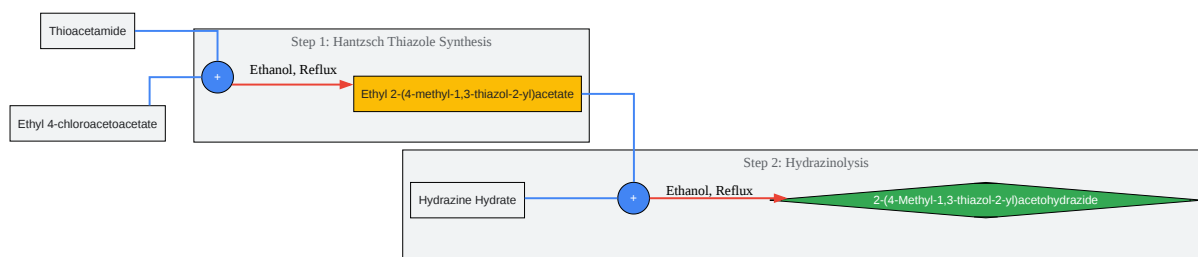 Thioacetamide
Step 1: Hantzsch Thiazole Synthesis
+
Ethanol, Reflux
Ethyl 2-(4-methyl-1,3-thiazol-2-yl)acetate
Ethyl 4-chloroacetoacetate
Step 2: Hydrazinolysis
Hydrazine Hydrate
+
Ethanol, Reflux
2-(4-Methyl-1,3-thiazol-2-yl)acetohydrazide